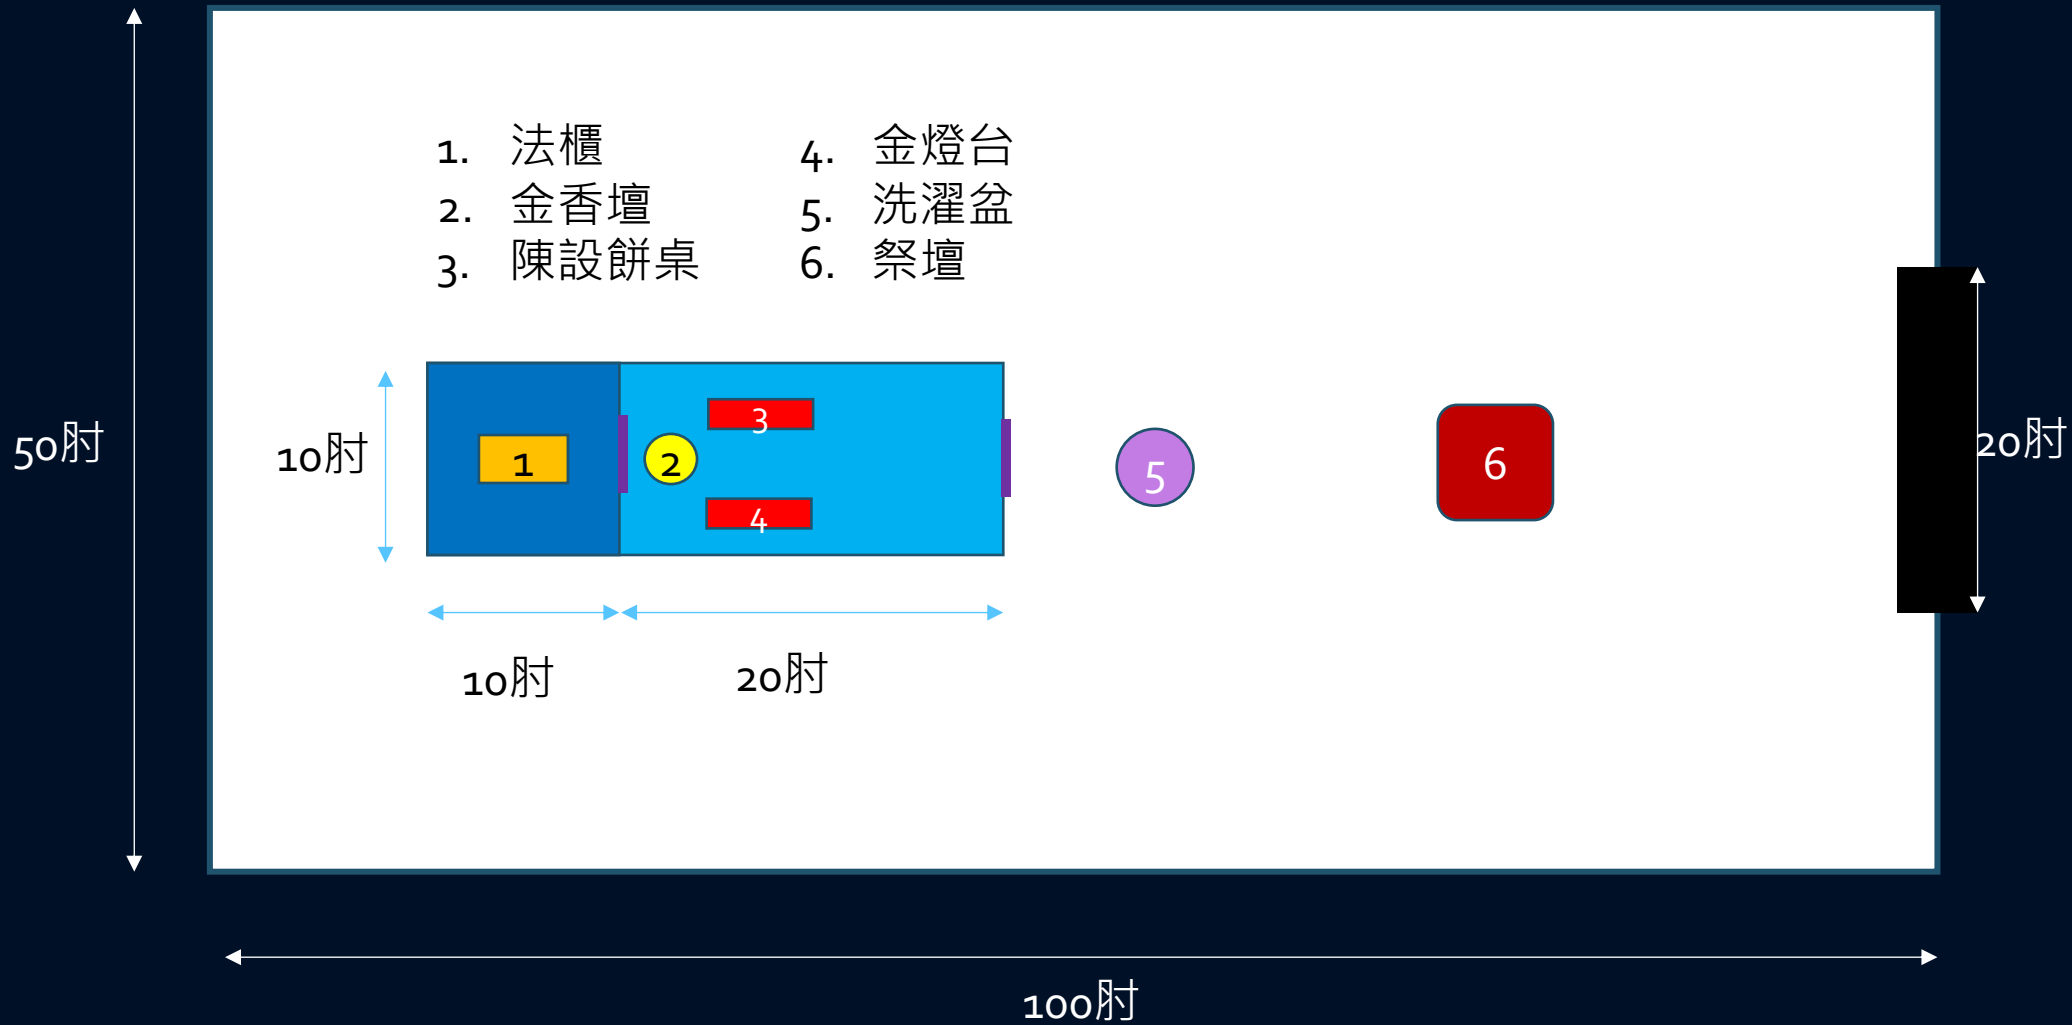 1. 法櫃
2. 金香壇
3. 陳設餅桌
4. 金燈台
5. 洗濯盆
6. 祭壇
50肘
10肘
1
2
3
4
5
6
20肘
10肘
20肘
100肘